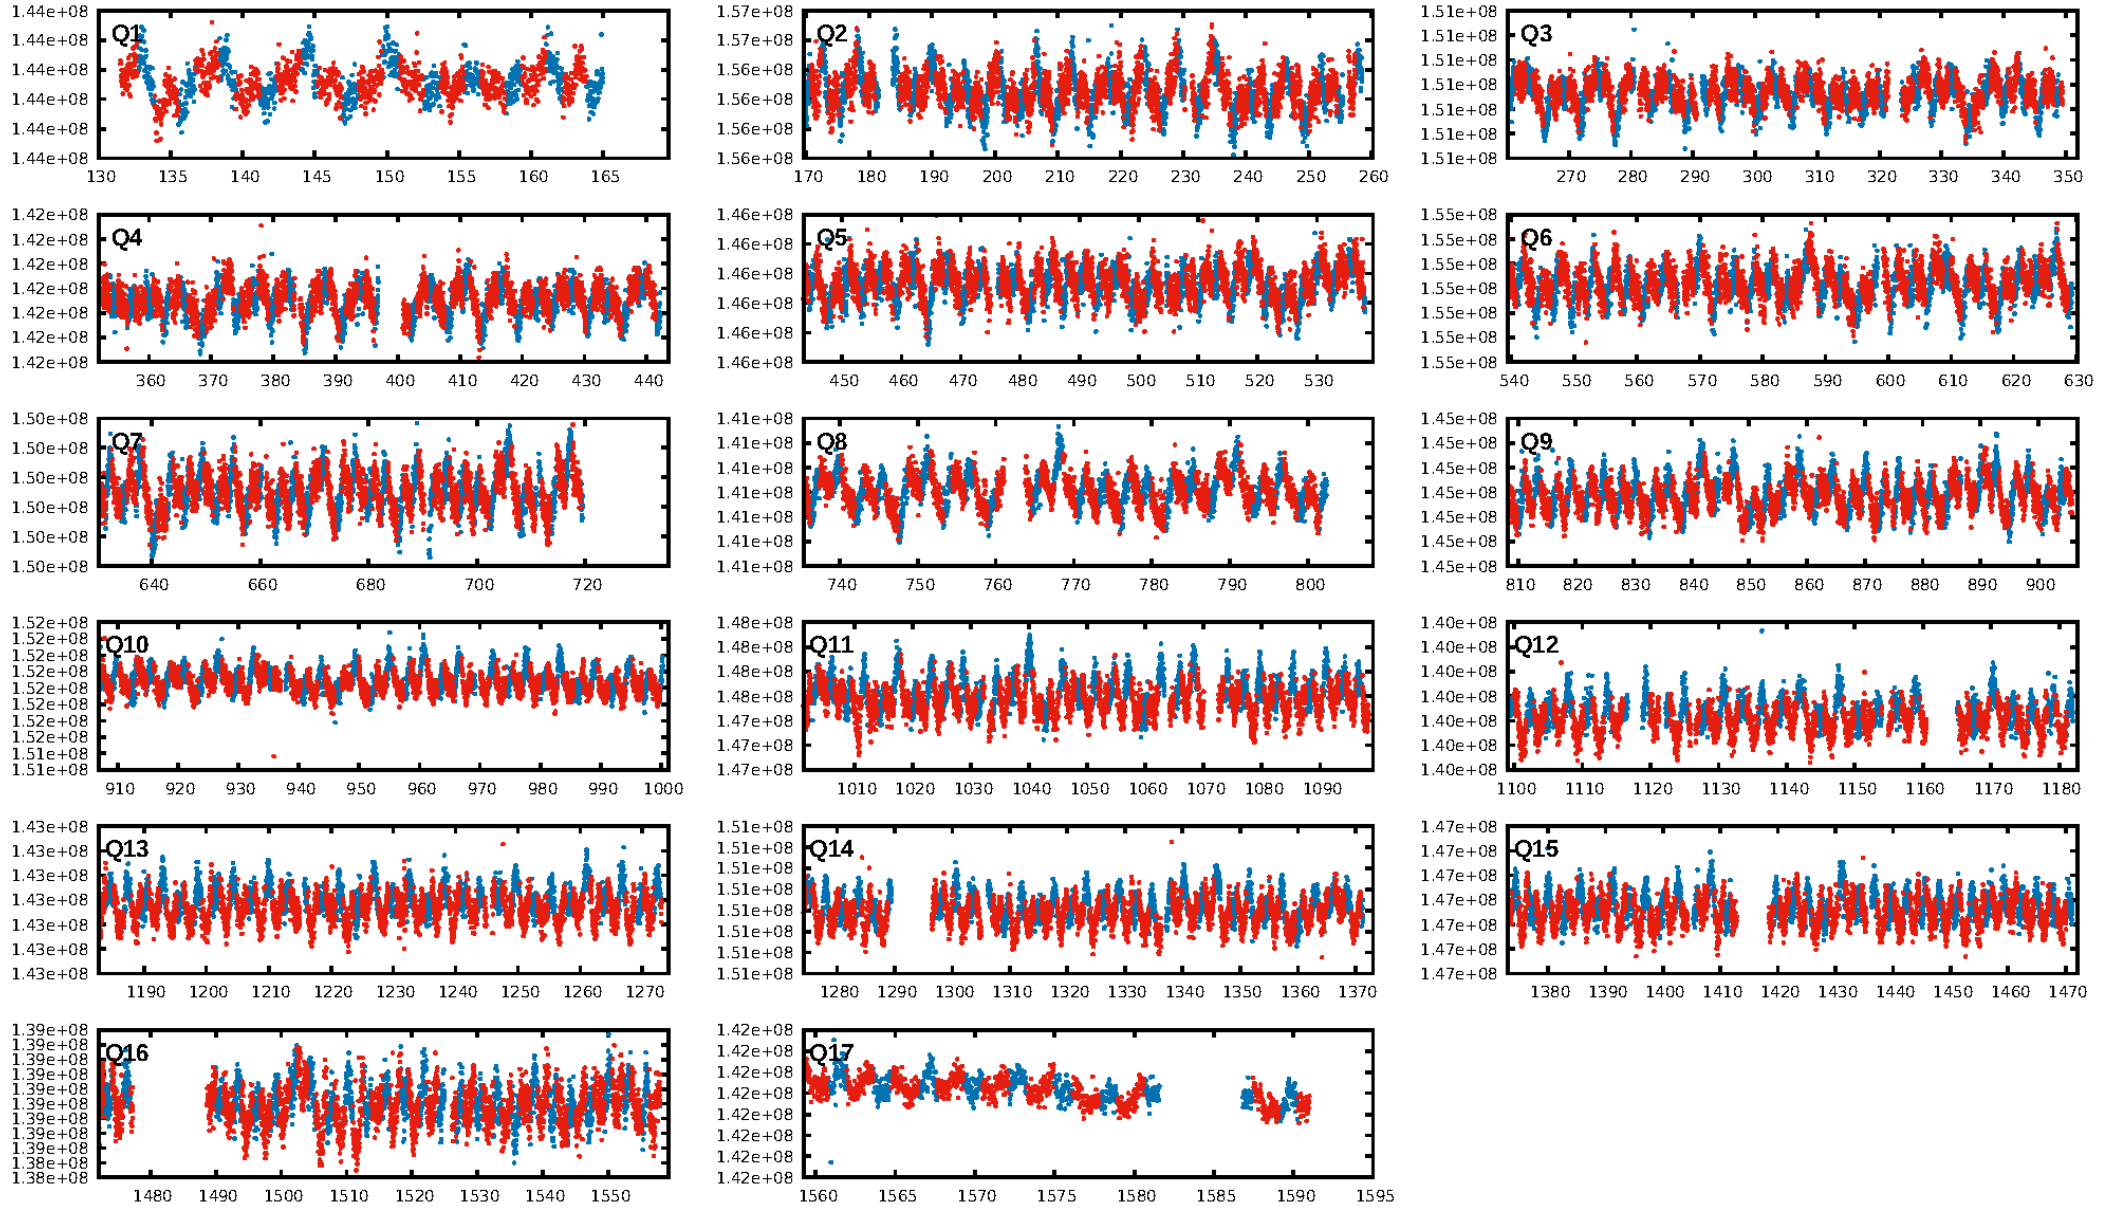 1.44e+08 1.44e+08 1.44e+08 1.44e+08 1.44e+08 1.44e+08
Q1
130 135 140 145 150 155 160 165
1.57e+08 1.57e+08 1.56e+08 1.56e+08 1.56e+08 1.56e+08
Q2
170 180 190 200 210 220 230 240 250 260
1.51e+08 1.51e+08 1.51e+08 1.51e+08 1.51e+08 1.51e+08 1.51e+08
Q3
270 280 290 300 310 320 330 340 350
1.42e+08 1.42e+08 1.42e+08 1.42e+08 1.42e+08 1.42e+08 1.42e+08
Q4
360 370 380 390 400 410 420 430 440
1.46e+08 1.46e+08 1.46e+08 1.46e+08 1.46e+08 1.46e+08
Q5
450 460 470 480 490 500 510 520 530
1.55e+08 1.55e+08 1.55e+08 1.55e+08 1.55e+08 1.55e+08 1.55e+08
Q6
540 550 560 570 580 590 600 610 620 630
1.50e+08 1.50e+08 1.50e+08 1.50e+08 1.50e+08 1.50e+08
Q7
640 660 680 700 720
1.41e+08 1.41e+08 1.41e+08 1.41e+08 1.41e+08 1.41e+08 1.41e+08
Q8
740 750 760 770 780 790 800
1.45e+08 1.45e+08 1.45e+08 1.45e+08 1.45e+08 1.45e+08 1.45e+08
Q9
810 820 830 840 850 860 870 880 890 900
1.52e+08 1.52e+08 1.52e+08 1.52e+08 1.52e+08 1.52e+08 1.52e+08 1.52e+08 1.51e+08 1.51e+08
Q10
910 920 930 940 950 960 970 980 990 1000
1.48e+08 1.48e+08 1.48e+08 1.48e+08 1.47e+08 1.47e+08 1.47e+08
Q11
1010 1020 1030 1040 1050 1060 1070 1080 1090
1.40e+08 1.40e+08 1.40e+08 1.40e+08 1.40e+08 1.40e+08 1.40e+08
Q12
1100 1110 1120 1130 1140 1150 1160 1170 1180
1.43e+08 1.43e+08 1.43e+08 1.43e+08 1.43e+08 1.43e+08 1.43e+08
Q13
1190 1200 1210 1220 1230 1240 1250 1260 1270
1.51e+08 1.51e+08 1.51e+08 1.51e+08 1.51e+08 1.51e+08 1.51e+08 1.51e+08
Q14
1280 1290 1300 1310 1320 1330 1340 1350 1360 1370
1.47e+08 1.47e+08 1.47e+08 1.47e+08 1.47e+08 1.47e+08 1.47e+08
Q15
1380 1390 1400 1410 1420 1430 1440 1450 1460 1470
1.39e+08 1.39e+08 1.39e+08 1.39e+08 1.39e+08 1.39e+08 1.39e+08 1.39e+08 1.39e+08 1.38e+08 1.38e+08
Q16
1480 1490 1500 1510 1520 1530 1540 1550
1.42e+08 1.42e+08 1.42e+08 1.42e+08 1.42e+08 1.42e+08 1.42e+08 1.42e+08
Q17
1560 1565 1570 1575 1580 1585 1590 1595